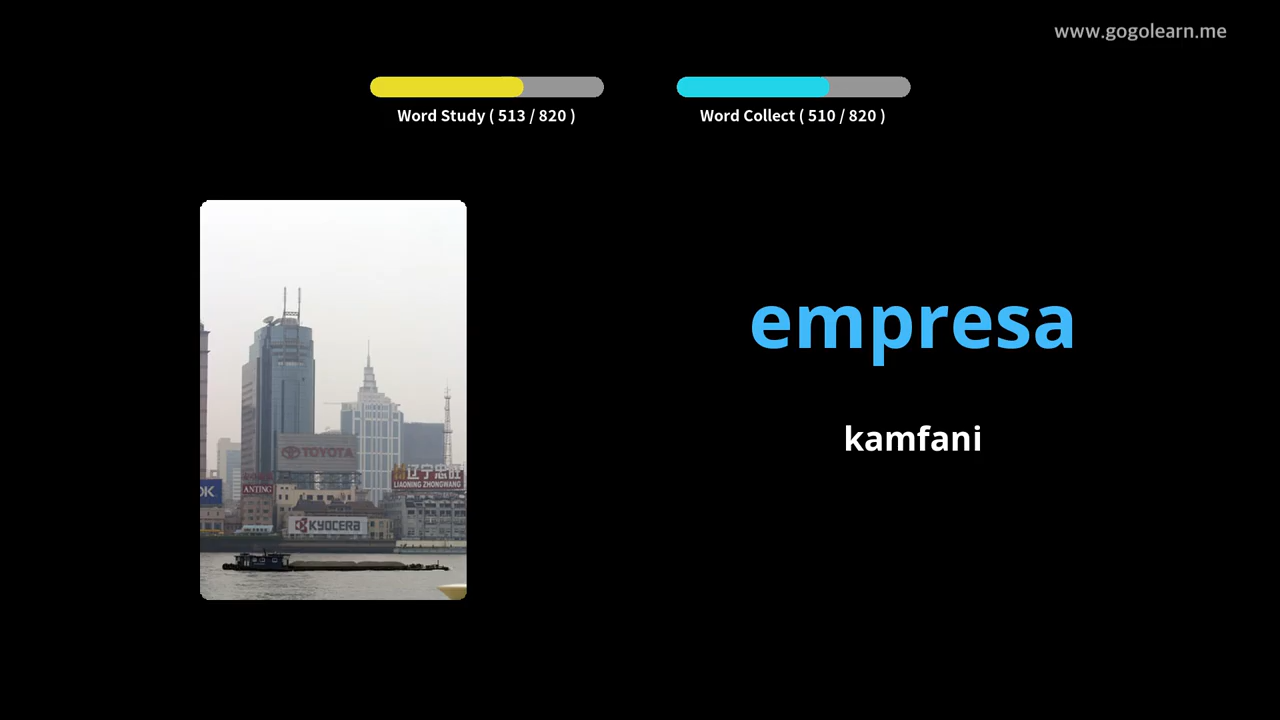 www.gogolearn.me
Word Study ( 513 / 820 )
Word Collect ( 510 / 820 )
empresa
kamfani
TOYOTA
辽宁忠旺
LIAONING ZHONGWANG
OK
ANTING
KYOCERA